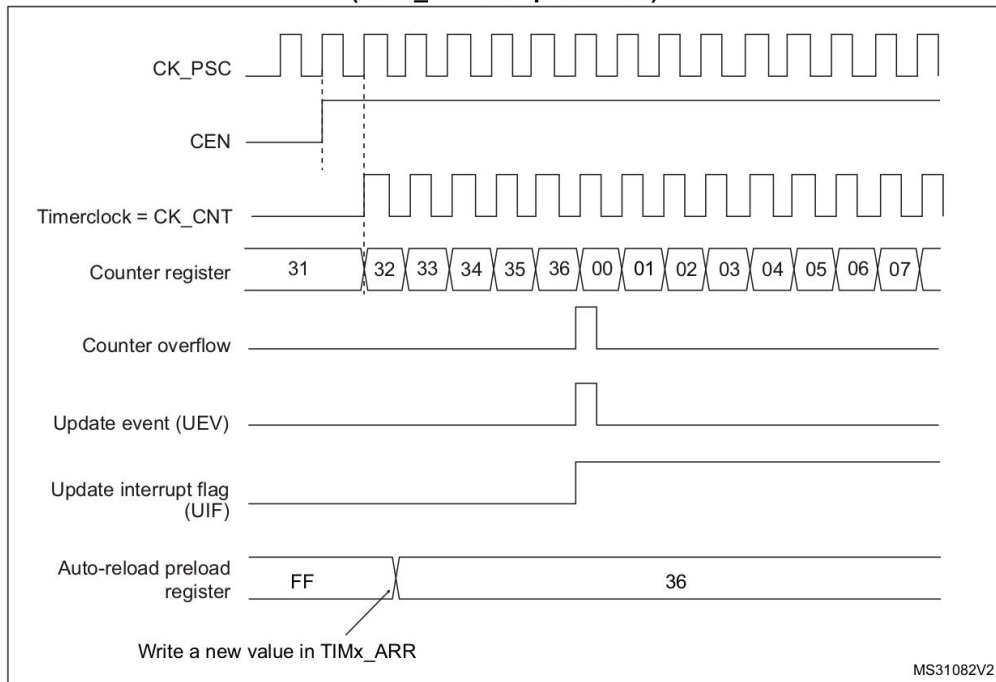 CK_PSC
CEN
Timerclock = CK_CNT
Counter register 31 32 33 34 35 36 00 01 02 03 04 05 06 07
Counter overflow
Update event (UEV)
Update interrupt flag
(UIF)
Auto-reload preload
register
FF 36
Write a new value in TIMx_ARR
MS31082V2